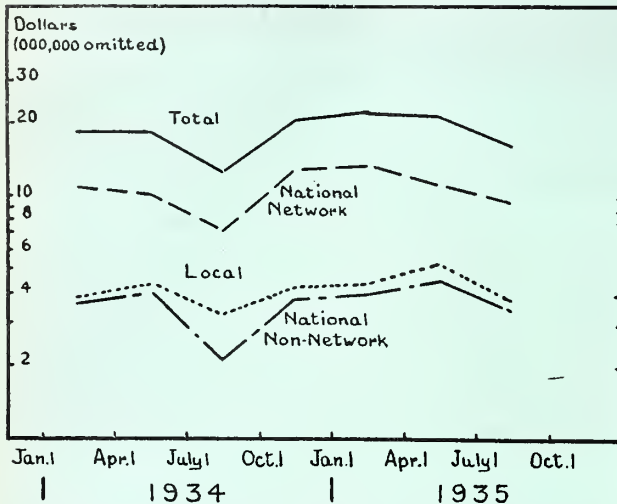 Dollars
(000,000 omitted)
30
20
Total
10
8
National
Network
6
Local
4
National
Non-Network
2
Jan.1 Apr.1 July1 Oct.1 Jan.1 Apr.1 July1 Oct.1
1934 1935